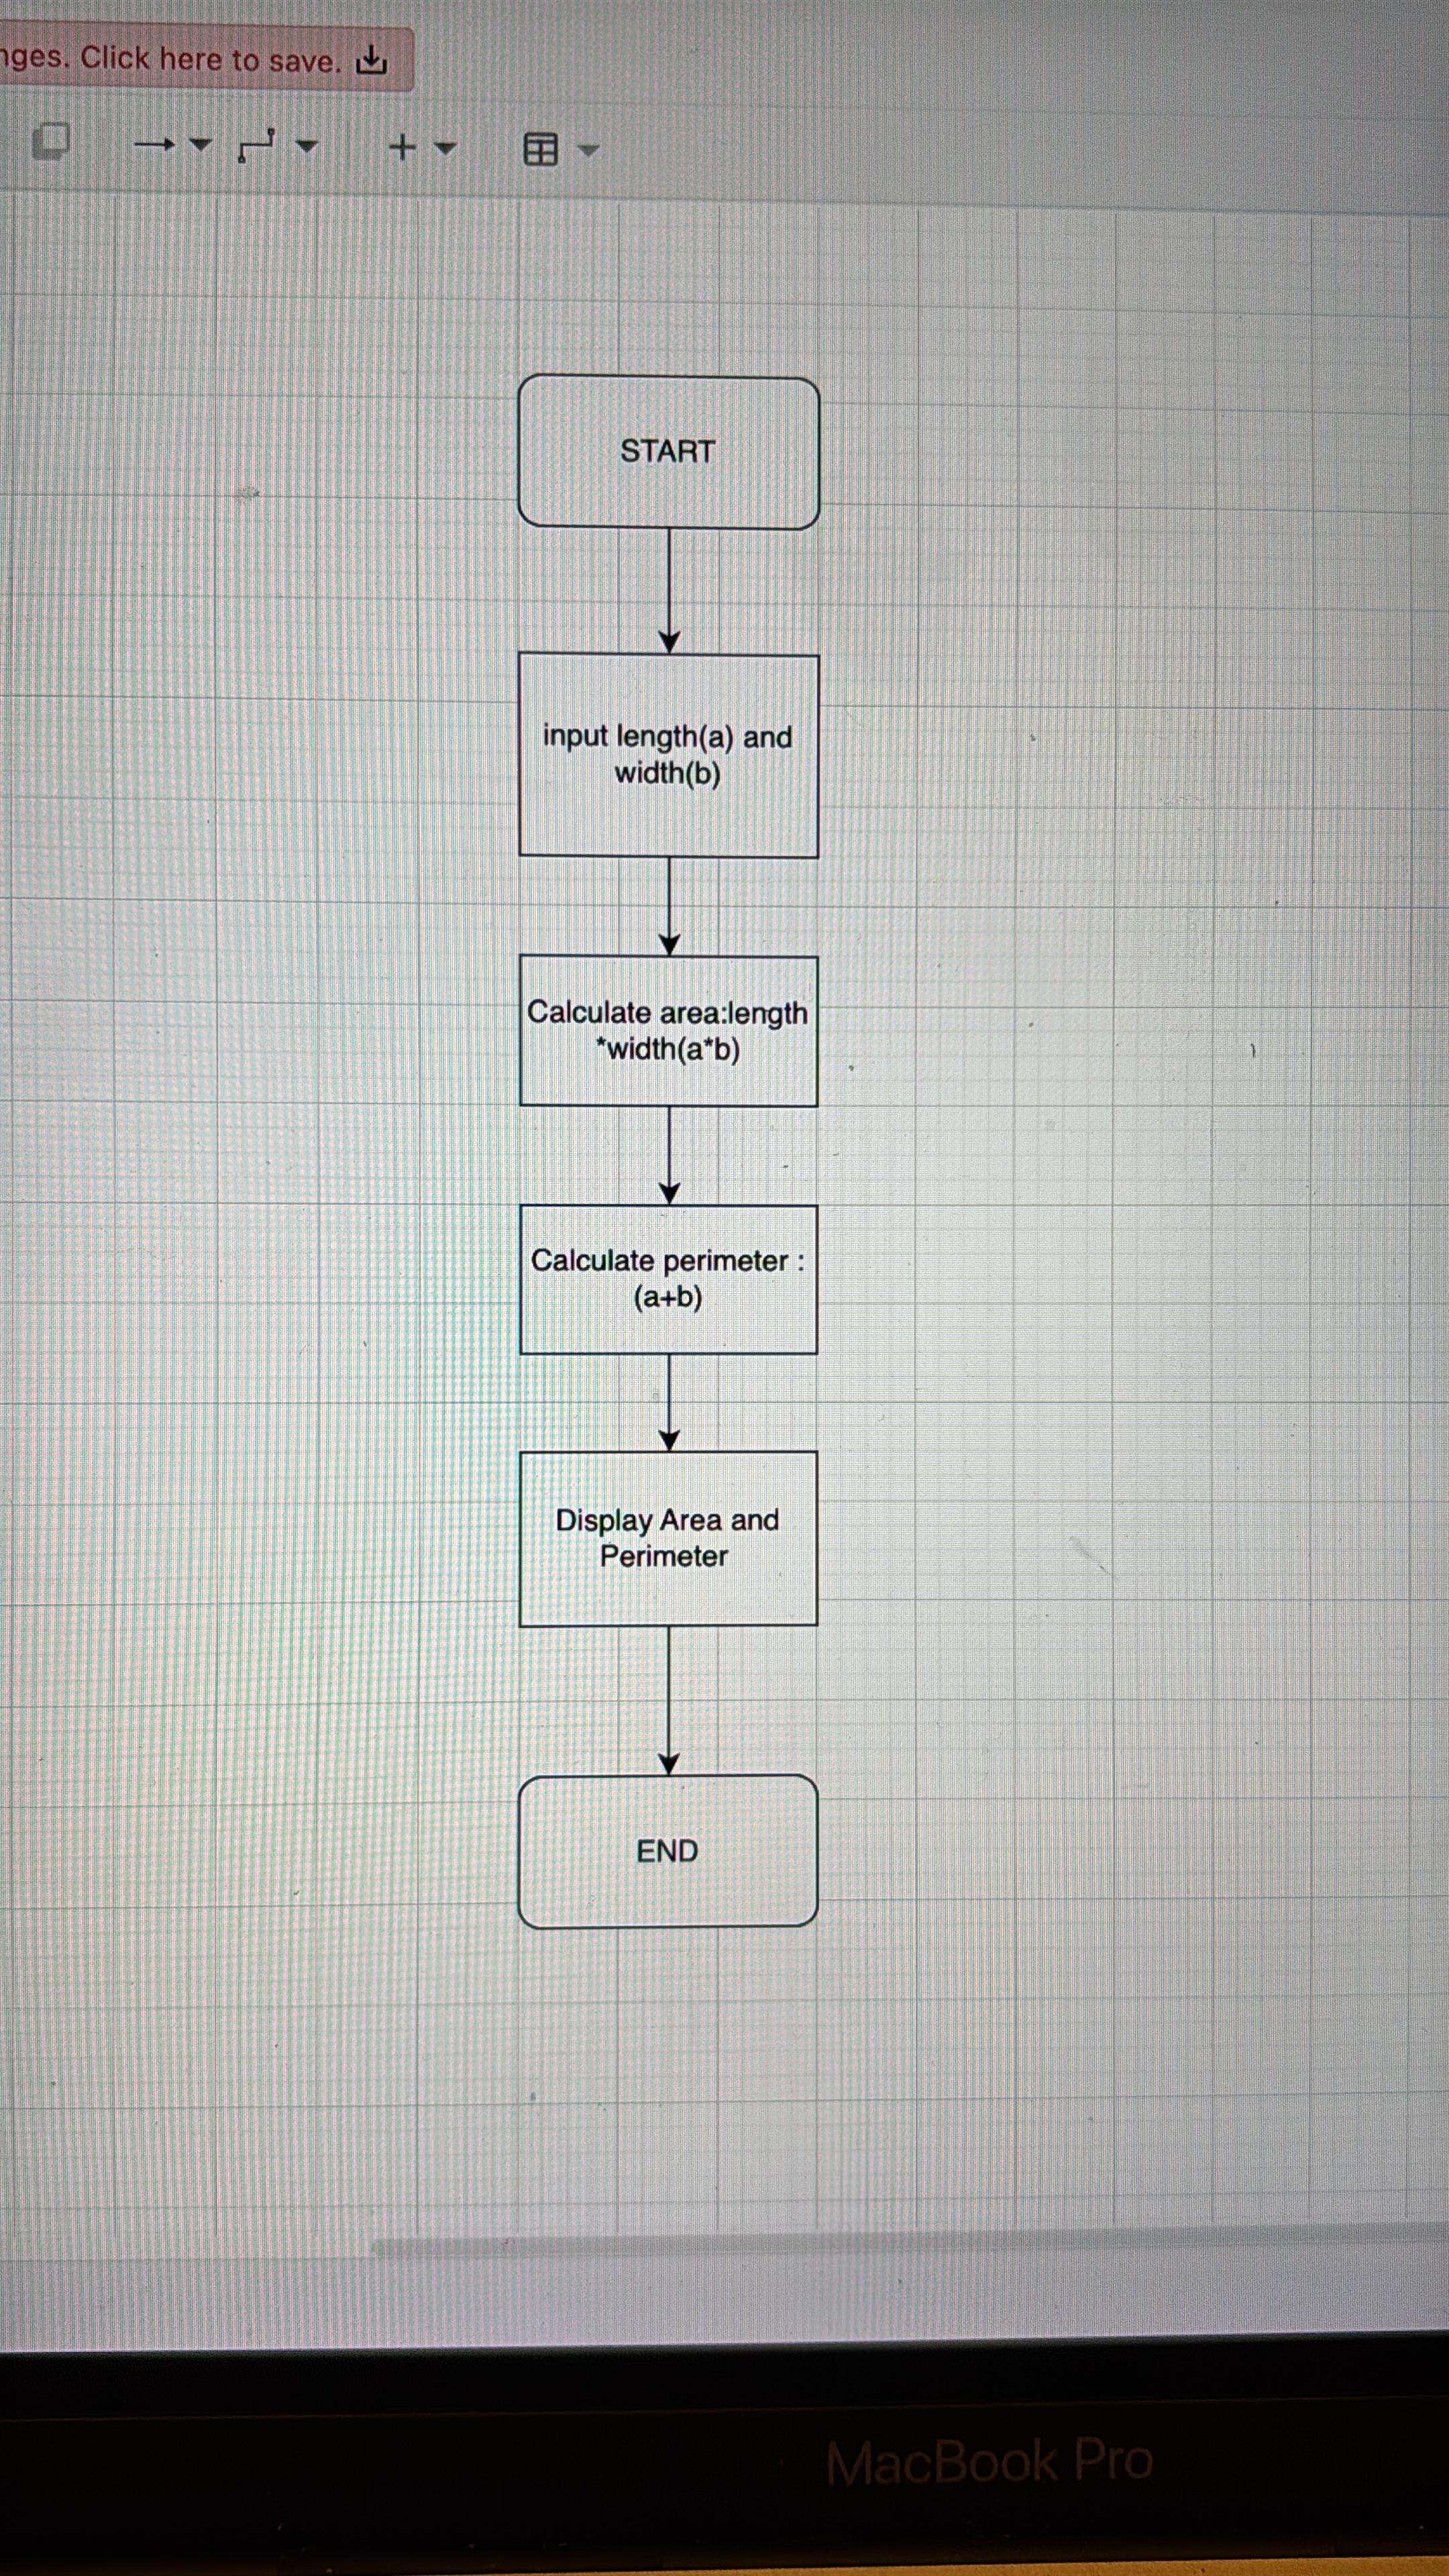 nges. Click here to save.
START
input length(a) and
width(b)
Calculate area:length
*width(a*b)
Calculate perimeter :
(a+b)
Display Area and
Perimeter
END
MacBook Pro